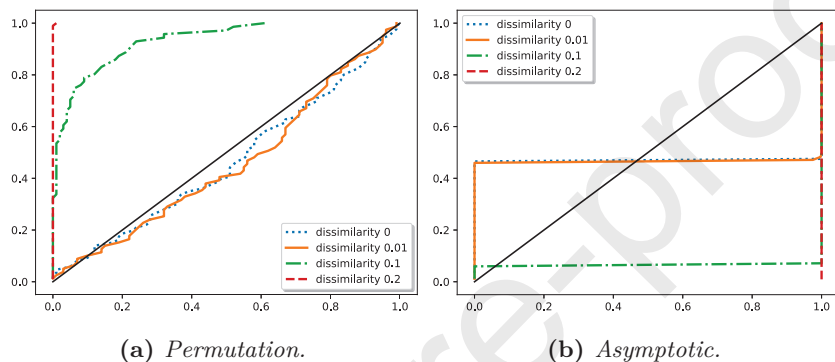 1.0
0.8
0.6
0.4
0.2
0.0
0.0 0.2 0.4 0.6 0.8 1.0
dissimilarity 0
dissimilarity 0.01
dissimilarity 0.1
dissimilarity 0.2
(a) Permutation.
1.0
0.8
0.6
0.4
0.2
0.0
0.0 0.2 0.4 0.6 0.8 1.0
dissimilarity 0
dissimilarity 0.01
dissimilarity 0.1
dissimilarity 0.2
(b) Asymptotic.
re-proo